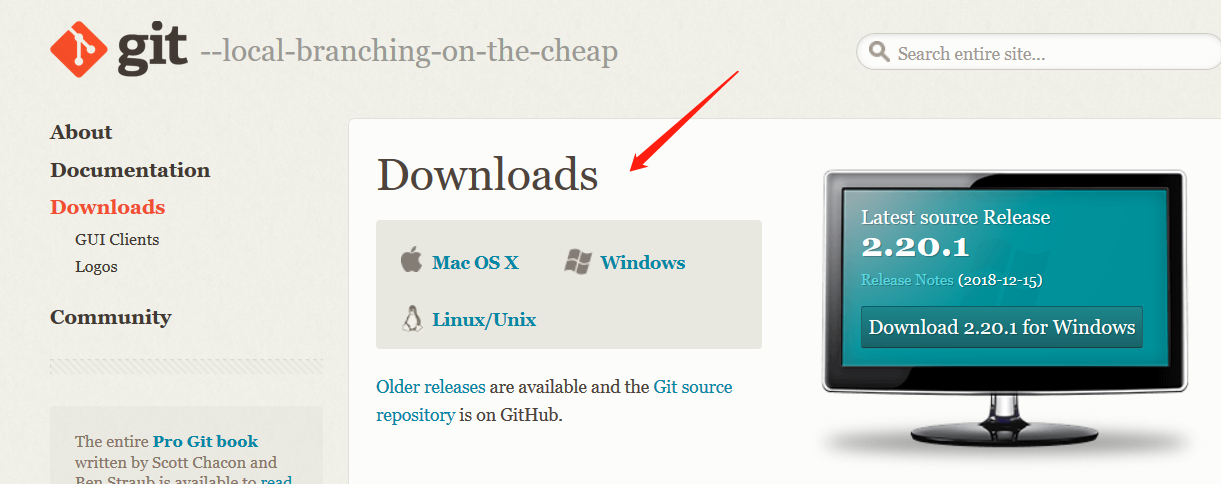 git --local-branching-on-the-cheap
Search entire site...
About
Documentation
Downloads
GUI Clients
Logos
Community
The entire Pro Git book
written by Scott Chacon and
Ben Straub is available to read
Downloads
Mac OS X
Windows
Linux/Unix
Older releases are available and the Git source
repository is on GitHub.
Latest source Release
2.20.1
Release Notes (2018-12-15)
Download 2.20.1 for Windows